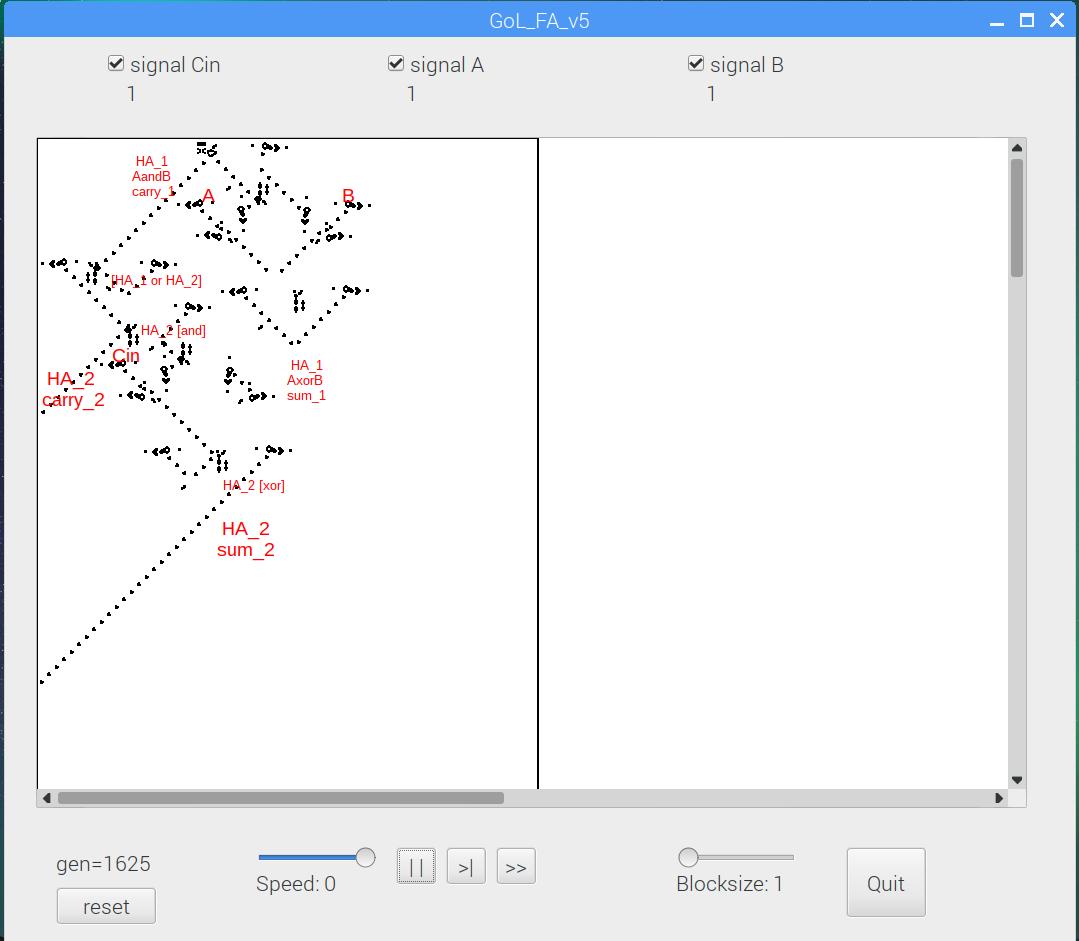 GoL_FA_v5
signal Cin
1
signal A
1
signal B
1
HA_1
AandB
carry_1
A
B
[HA_1 or HA_2]
HA_2 [and]
Cin
HA_2
carry_2
HA_1
AxorB
sum_1
HA_2 [xor]
HA_2
sum_2
gen=1625
reset
Speed: 0
||
>|
>>
Blocksize: 1
Quit